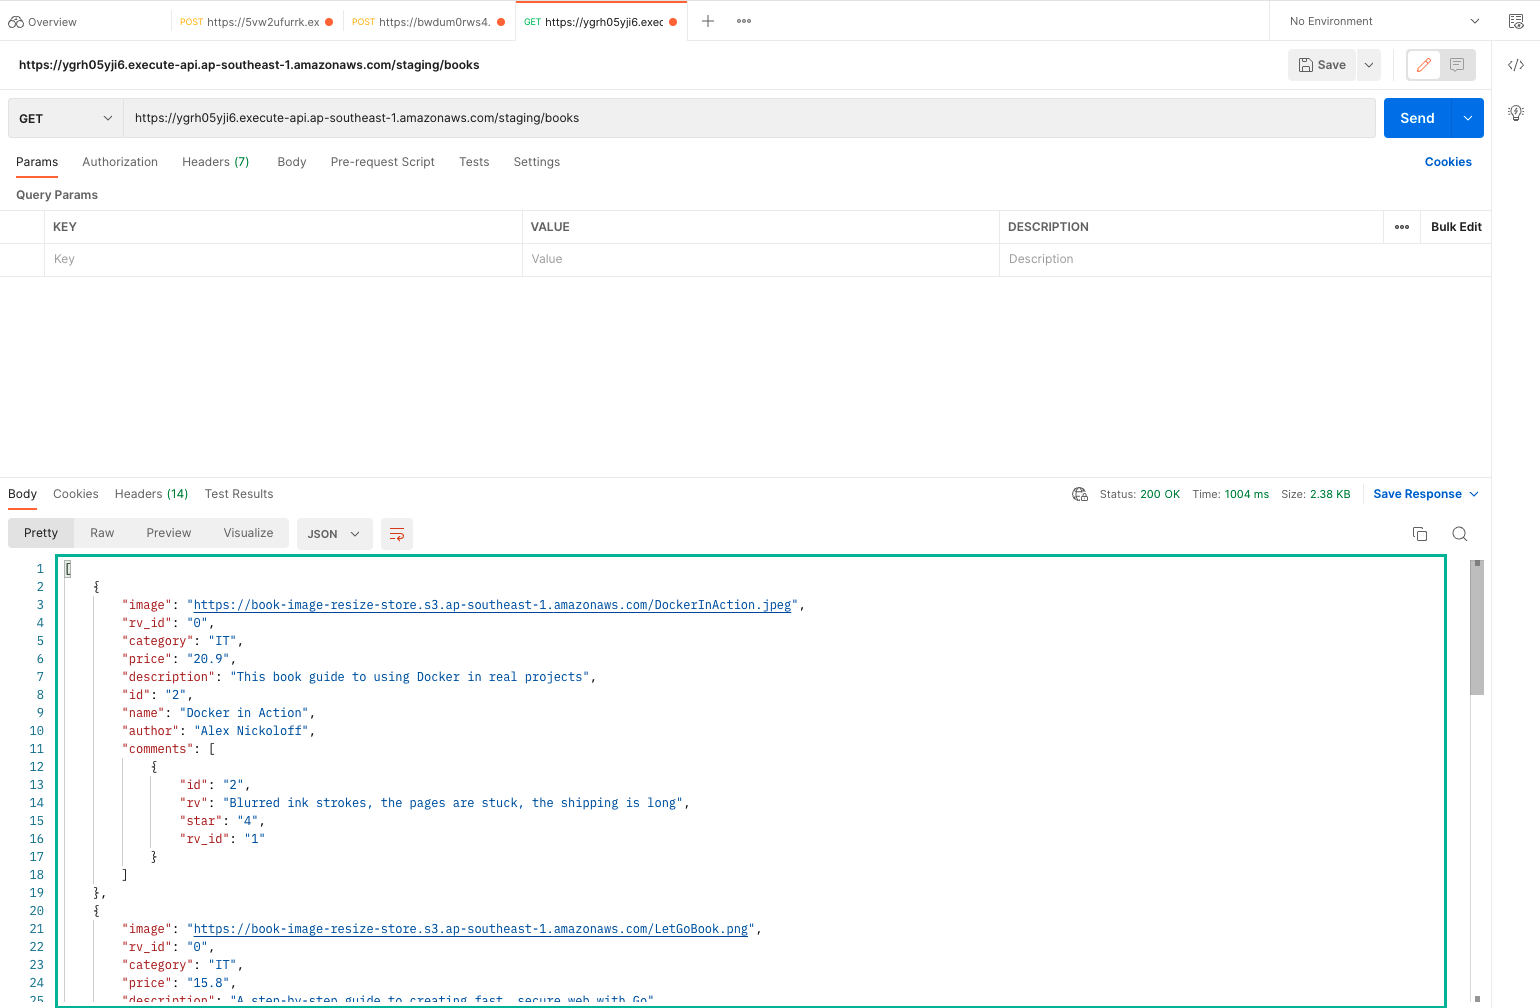 Overview
POST https://5vw2ufurrk.ex
POST https://bwdum0rws4.
GET https://ygrh05yji6.exec
No Environment
https://ygrh05yji6.execute-api.ap-southeast-1.amazonaws.com/staging/books
Save
GET
https://ygrh05yji6.execute-api.ap-southeast-1.amazonaws.com/staging/books
Send
Params Authorization Headers (7) Body Pre-request Script Tests Settings
Cookies
Query Params
KEY VALUE DESCRIPTION
Bulk Edit
Key Value Description
Body Cookies Headers (14) Test Results
Status: 200 OK Time: 1004 ms Size: 2.38 KB
Save Response
Pretty Raw Preview Visualize JSON
1 [
2 {
3 "image": "https://book-image-resize-store.s3.ap-southeast-1.amazonaws.com/DockerInAction.jpeg",
4 "rv_id": "0",
5 "category": "IT",
6 "price": "20.9",
7 "description": "This book guide to using Docker in real projects",
8 "id": "2",
9 "name": "Docker in Action",
10 "author": "Alex Nickoloff",
11 "comments": [
12 {
13 "id": "2",
14 "rv": "Blurred ink strokes, the pages are stuck, the shipping is long",
15 "star": "4",
16 "rv_id": "1"
17 }
18 ]
19 },
20 {
21 "image": "https://book-image-resize-store.s3.ap-southeast-1.amazonaws.com/LetGoBook.png",
22 "rv_id": "0",
23 "category": "IT",
24 "price": "15.8",
25 "description": "A step-by-step guide to creating fast, secure web with Go"